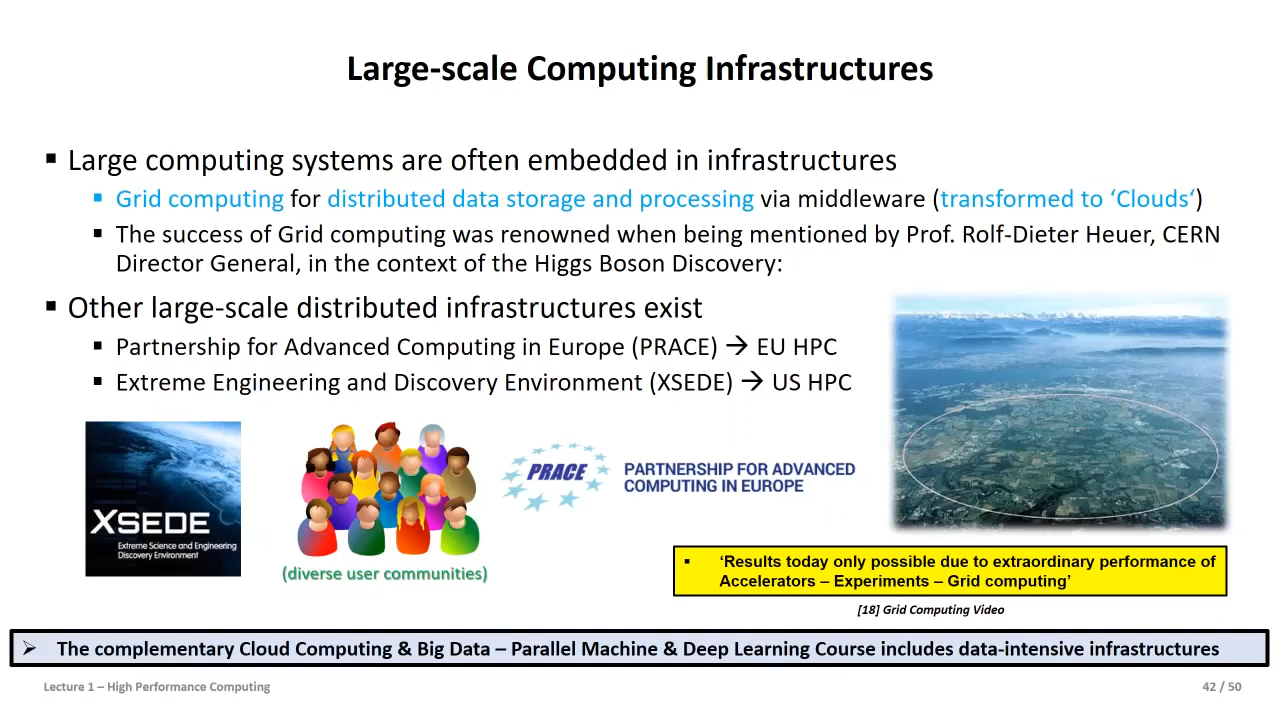 Large-scale Computing Infrastructures
▪ Large computing systems are often embedded in infrastructures
▪ Grid computing for distributed data storage and processing via middleware (transformed to ‘Clouds‘)
▪ The success of Grid computing was renowned when being mentioned by Prof. Rolf-Dieter Heuer, CERN
Director General, in the context of the Higgs Boson Discovery:
▪ Other large-scale distributed infrastructures exist
▪ Partnership for Advanced Computing in Europe (PRACE) → EU HPC
▪ Extreme Engineering and Discovery Environment (XSEDE) → US HPC
XSEDE
Extreme Science and Engineering
Discovery Environment
(diverse user communities)
PRACE
PARTNERSHIP FOR ADVANCED
COMPUTING IN EUROPE
▪ ‘Results today only possible due to extraordinary performance of
Accelerators – Experiments – Grid computing’
[18] Grid Computing Video
➢ The complementary Cloud Computing & Big Data – Parallel Machine & Deep Learning Course includes data-intensive infrastructures
Lecture 1 – High Performance Computing
42 / 50